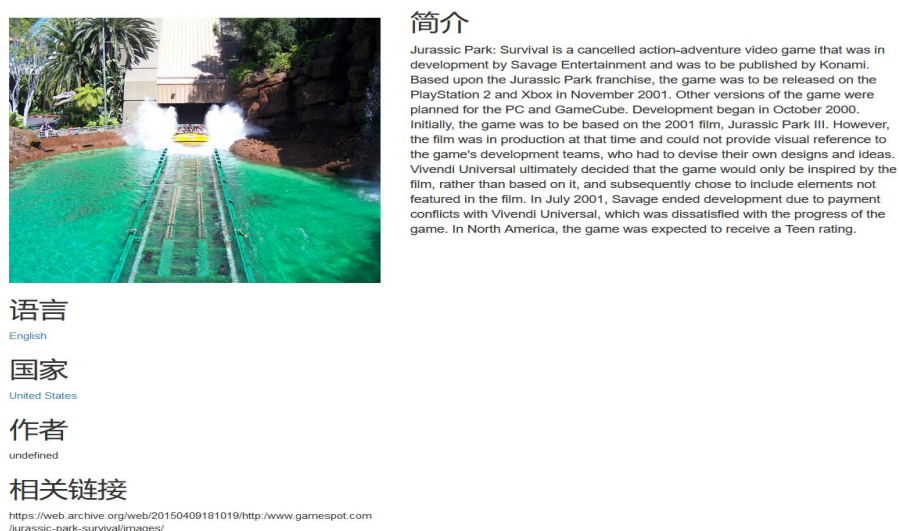 简介
Jurassic Park: Survival is a cancelled action-adventure video game that was in
development by Savage Entertainment and was to be published by Konami.
Based upon the Jurassic Park franchise, the game was to be released on the
PlayStation 2 and Xbox in November 2001. Other versions of the game were
planned for the PC and GameCube. Development began in October 2000.
Initially, the game was to be based on the 2001 film, Jurassic Park III. However,
the film was in production at that time and could not provide visual reference to
the game's development teams, who had to devise their own designs and ideas.
Vivendi Universal ultimately decided that the game would only be inspired by the
film, rather than based on it, and subsequently chose to include elements not
featured in the film. In July 2001, Savage ended development due to payment
conflicts with Vivendi Universal, which was dissatisfied with the progress of the
game. In North America, the game was expected to receive a Teen rating.
语言
English
国家
United States
作者
undefined
相关链接
https://web.archive.org/web/20150409181019/http:/www.gamespot.com
/jurassic-park-survival/images/